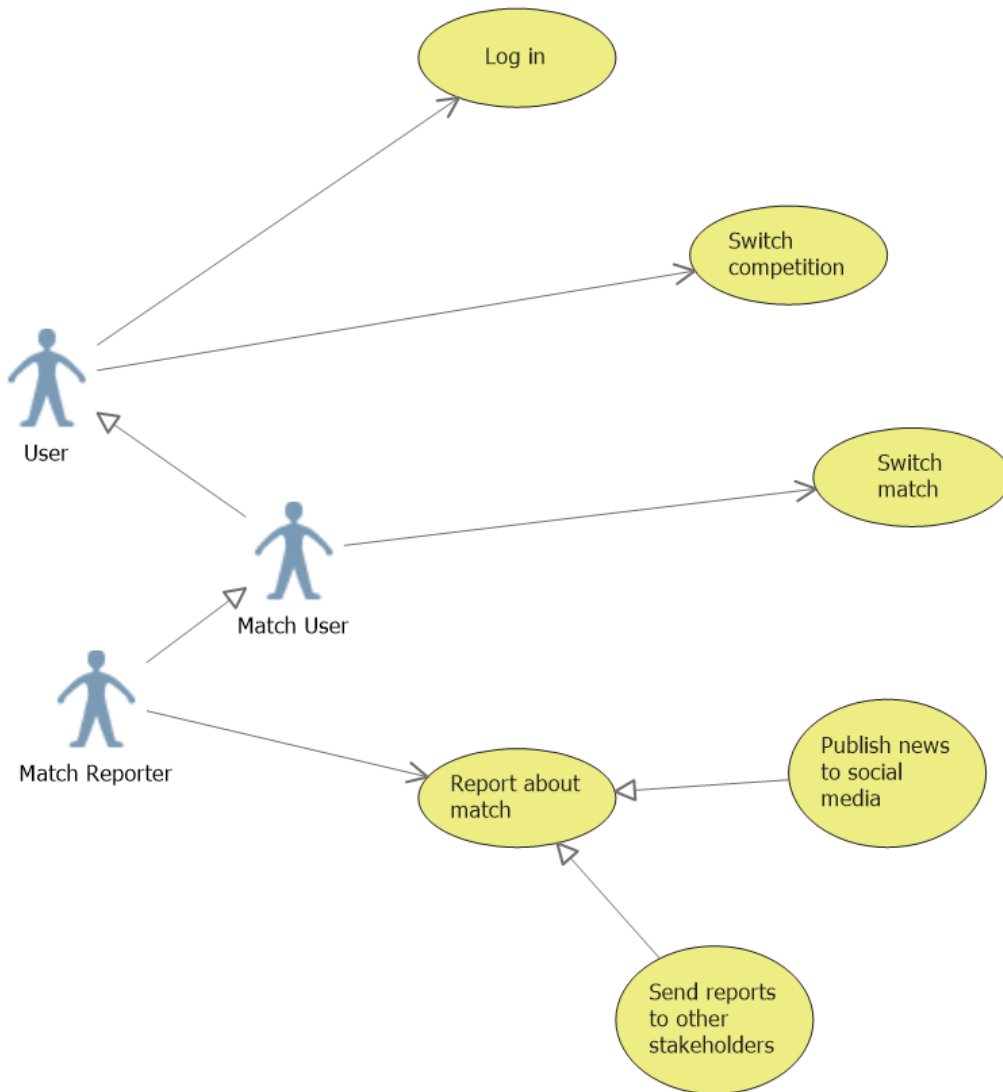 Log in
Switch
competition
User
Switch
match
Match User
Match Reporter
Report about
match
Publish news
to social
media
Send reports
to other
stakeholders